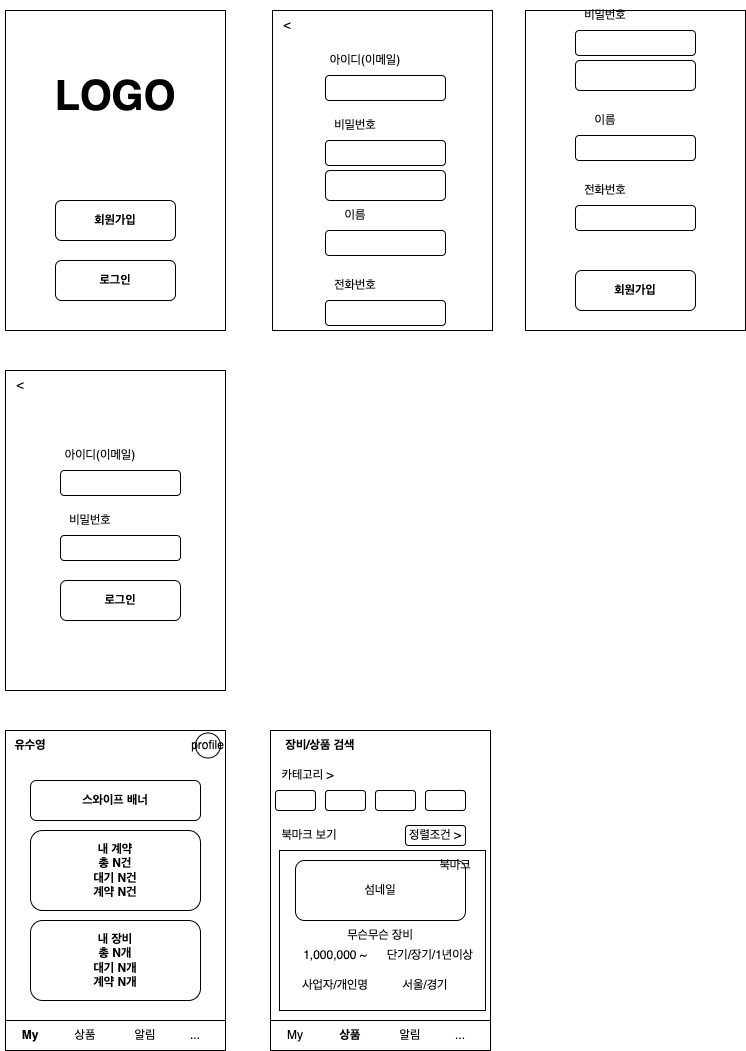 LOGO
회원가입
로그인
<
아이디(이메일)
비밀번호
이름
전화번호
비밀번호
이름
전화번호
회원가입
<
아이디(이메일)
비밀번호
로그인
유수영
profile
스와이프 배너
내 계약
총 N건
대기 N건
계약 N건
내 장비
총 N개
대기 N개
계약 N개
My 상품 알림 ...
장비/상품 검색
카테고리 >
북마크 보기 정렬조건 >
북마크
섬네일
무슨무슨 장비
1,000,000 ~ 단기/장기/1년이상
사업자/개인명 서울/경기
My 상품 알림 ...